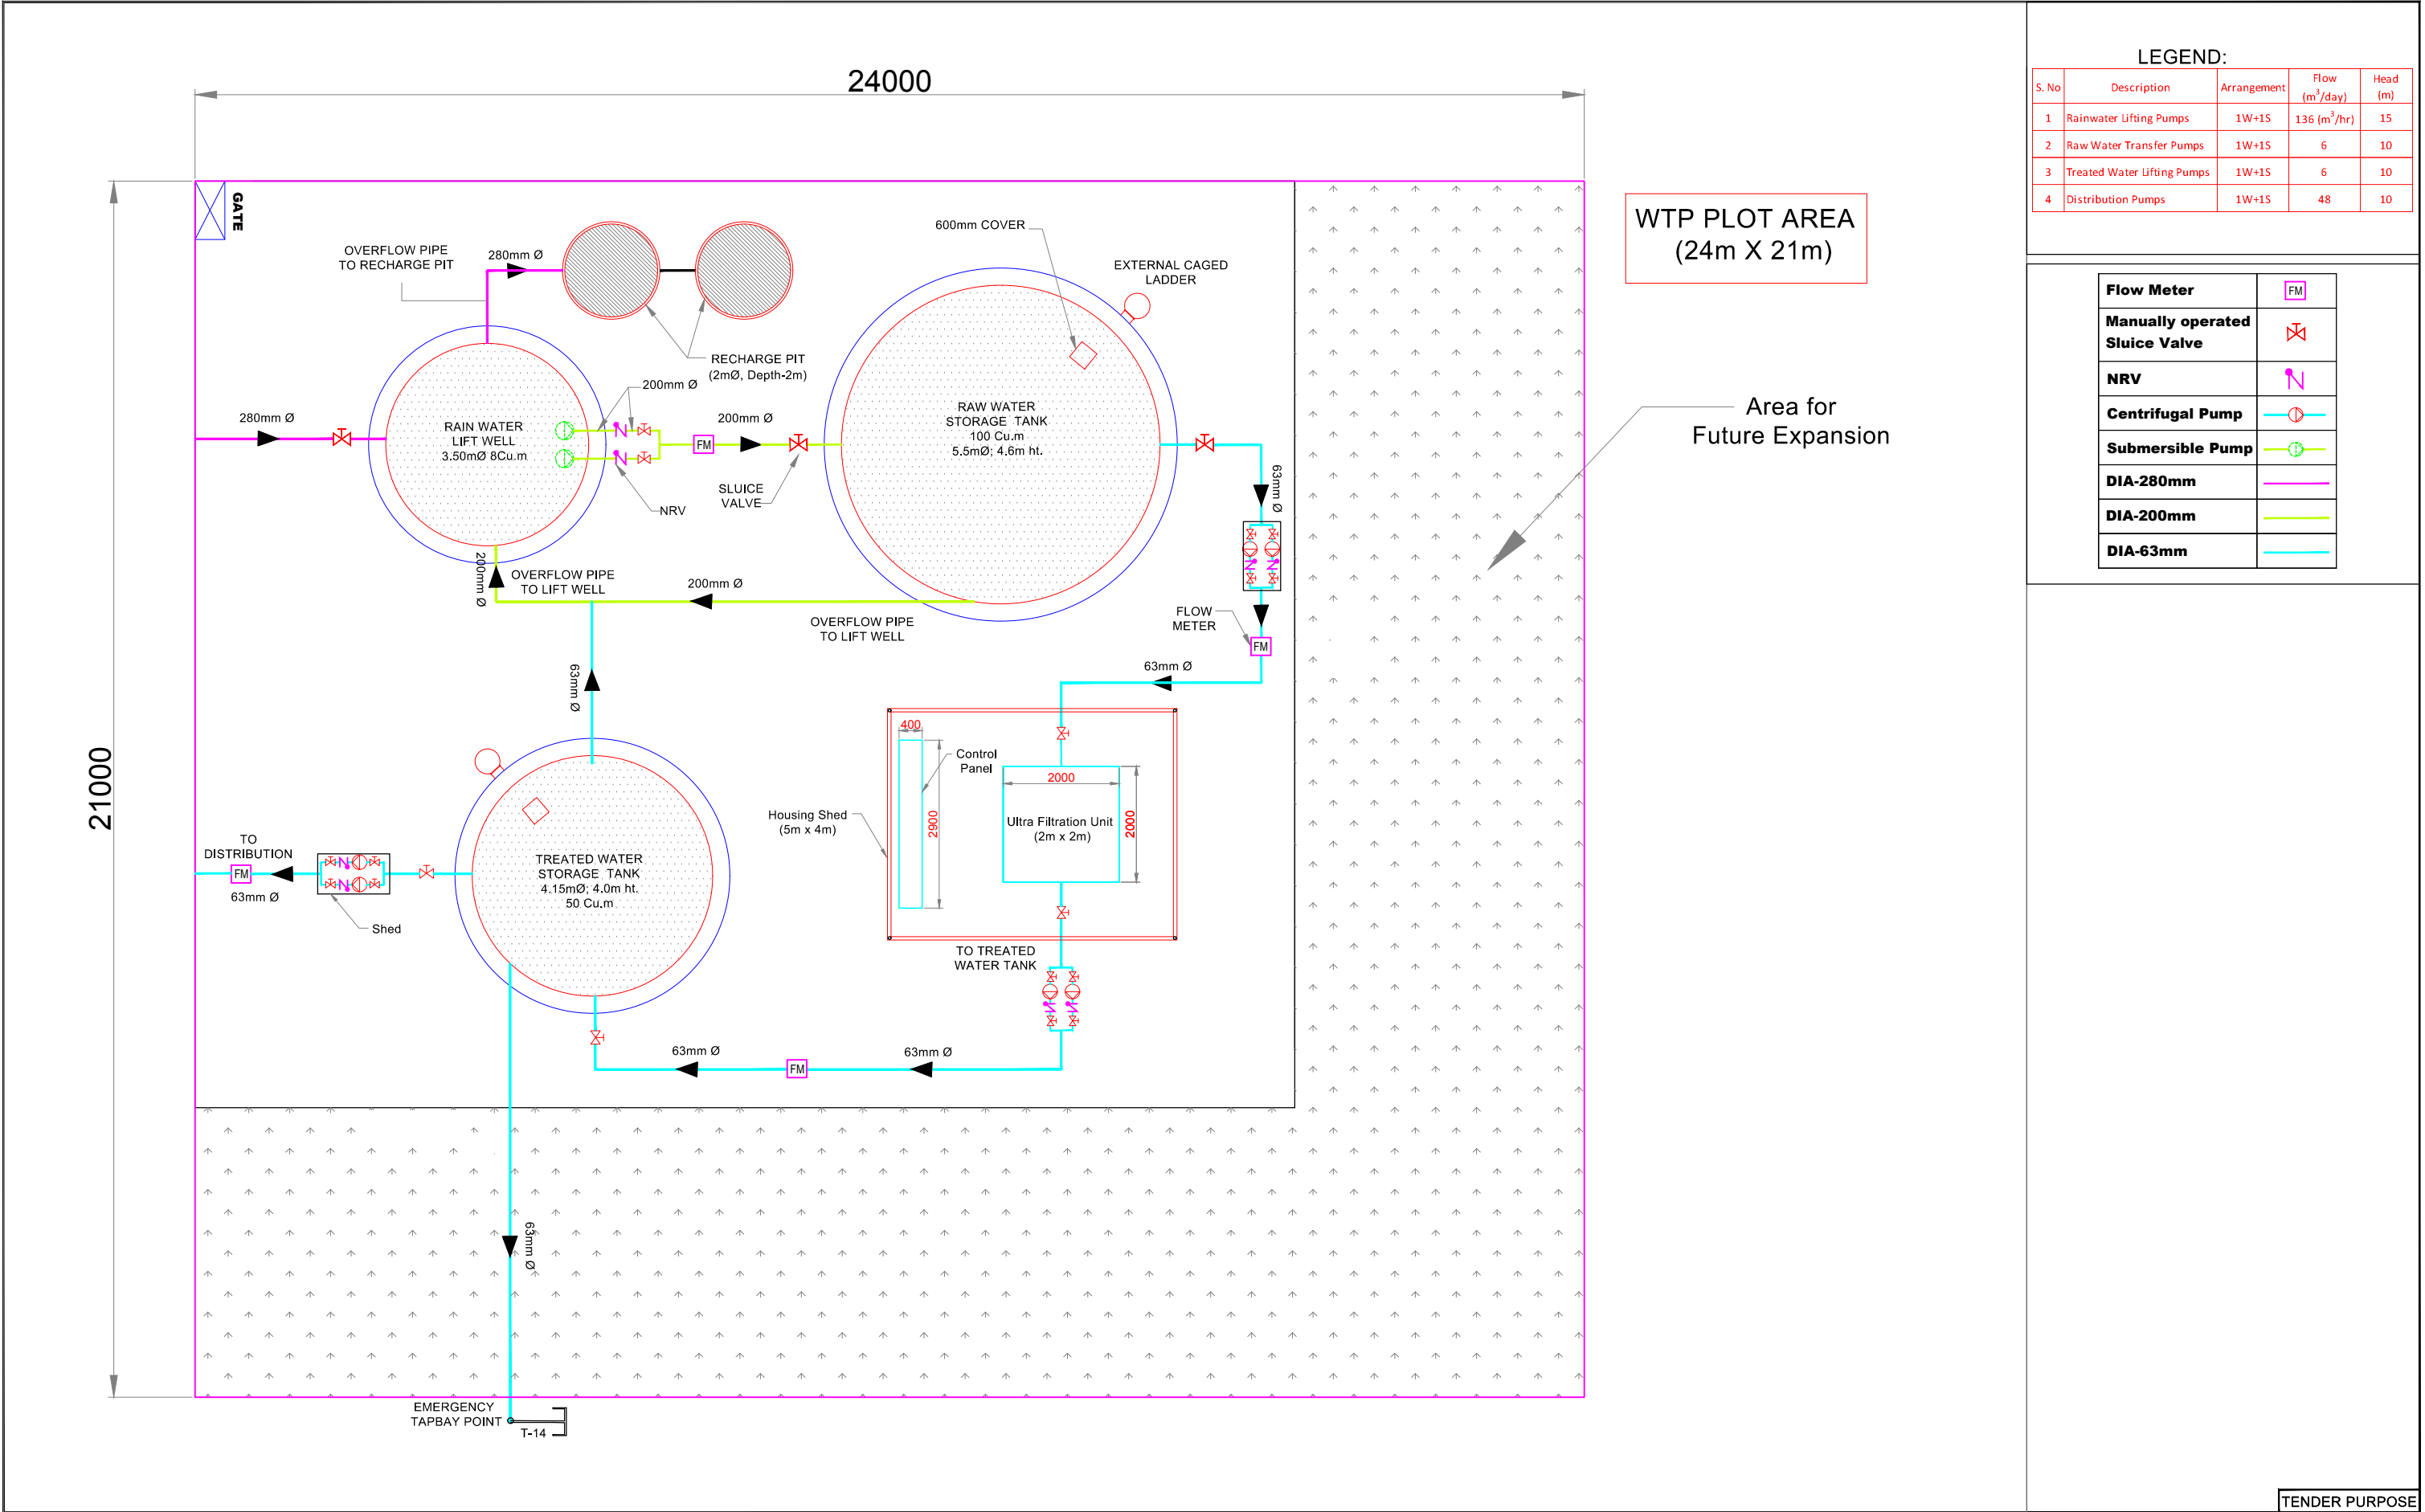 24000
21000
GATE
OVERFLOW PIPE
TO RECHARGE PIT
280mm Ø
RECHARGE PIT
(2mØ, Depth-2m)
600mm COVER
EXTERNAL CAGED
LADDER
WTP PLOT AREA
(24m X 21m)
280mm Ø
RAIN WATER
LIFT WELL
3.50mØ 8Cu.m
200mm Ø
NRV
FM
200mm Ø
SLUICE
VALVE
RAW WATER
STORAGE TANK
100 Cu.m
5.5mØ; 4.6m ht.
63mm Ø
Area for
Future Expansion
200mm Ø
OVERFLOW PIPE
TO LIFT WELL
200mm Ø
OVERFLOW PIPE
TO LIFT WELL
FLOW
METER
FM
63mm Ø
63mm Ø
400
Control
Panel
2900
2000
2000
Ultra Filtration Unit
(2m x 2m)
Housing Shed
(5m x 4m)
TO
DISTRIBUTION
FM
63mm Ø
Shed
TREATED WATER
STORAGE TANK
4.15mØ; 4.0m ht.
50 Cu.m
TO TREATED
WATER TANK
63mm Ø
FM
63mm Ø
63mm Ø
EMERGENCY
TAPBAY POINT
T-14
LEGEND:
S. No Description Arrangement Flow (m³/day) Head (m)
1 Rainwater Lifting Pumps 1W+1S 136 (m³/hr) 15
2 Raw Water Transfer Pumps 1W+1S 6 10
3 Treated Water Lifting Pumps 1W+1S 6 10
4 Distribution Pumps 1W+1S 48 10
Flow Meter FM
Manually operated
Sluice Valve
NRV
Centrifugal Pump
Submersible Pump
DIA-280mm
DIA-200mm
DIA-63mm
TENDER PURPOSE